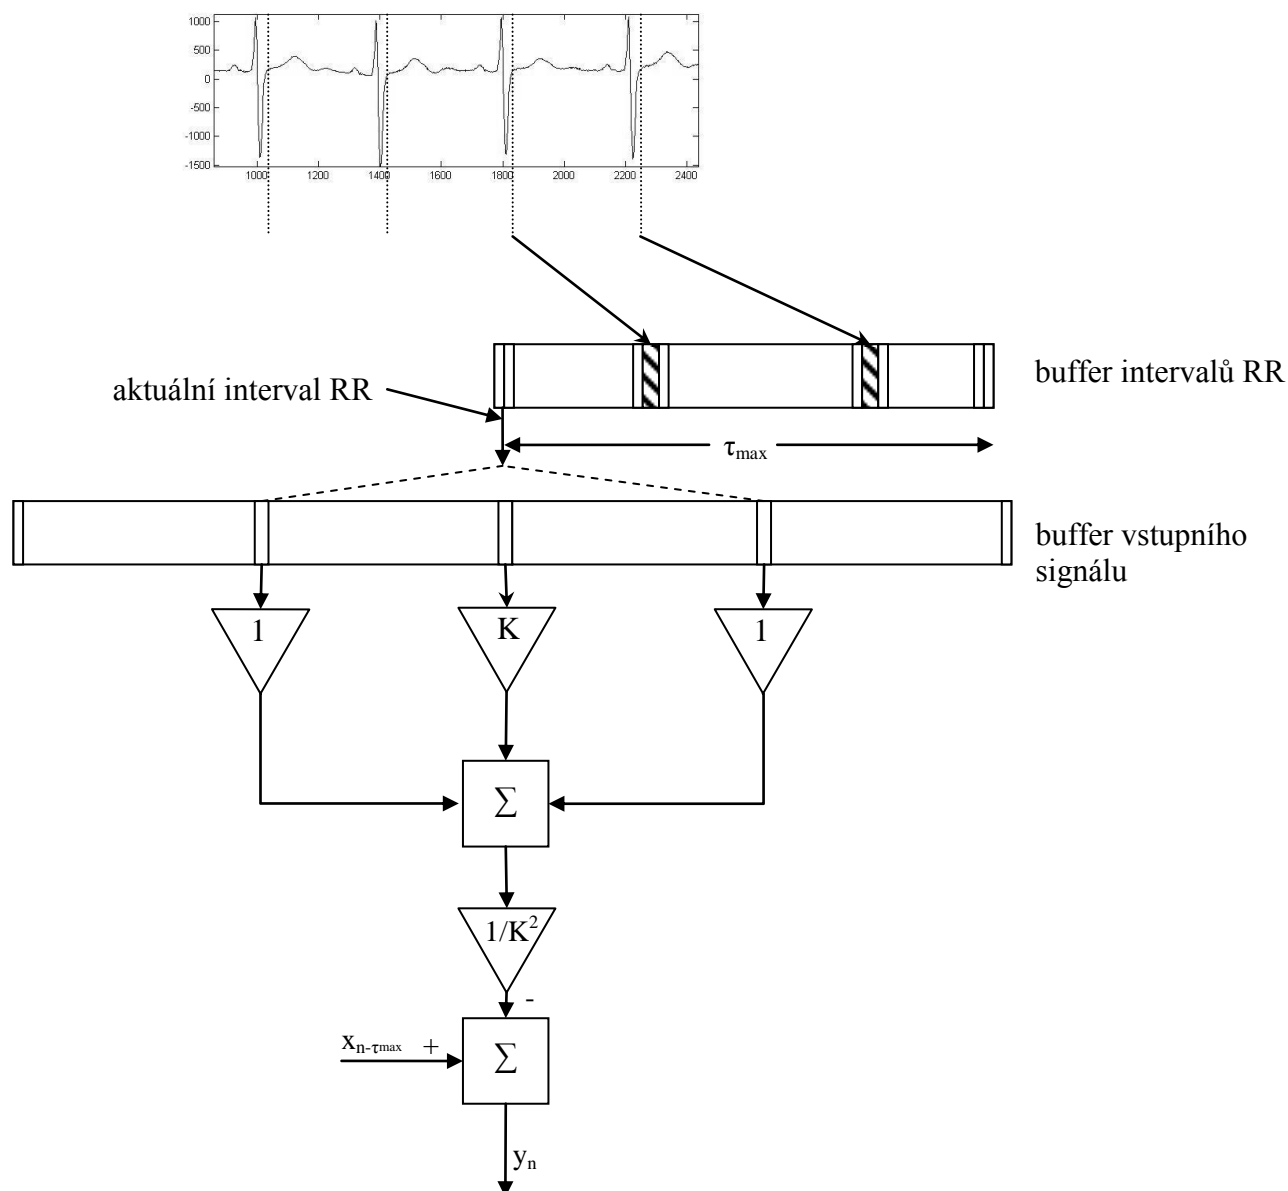 1000
500
0
-500
-1000
-1500
1000 1200 1400 1600 1800 2000 2200 2400
aktuální interval RR
buffer intervalů RR
τmax
buffer vstupního
signálu
1 K 1
∑
1/K²
-
xn-τmax +
∑
yn